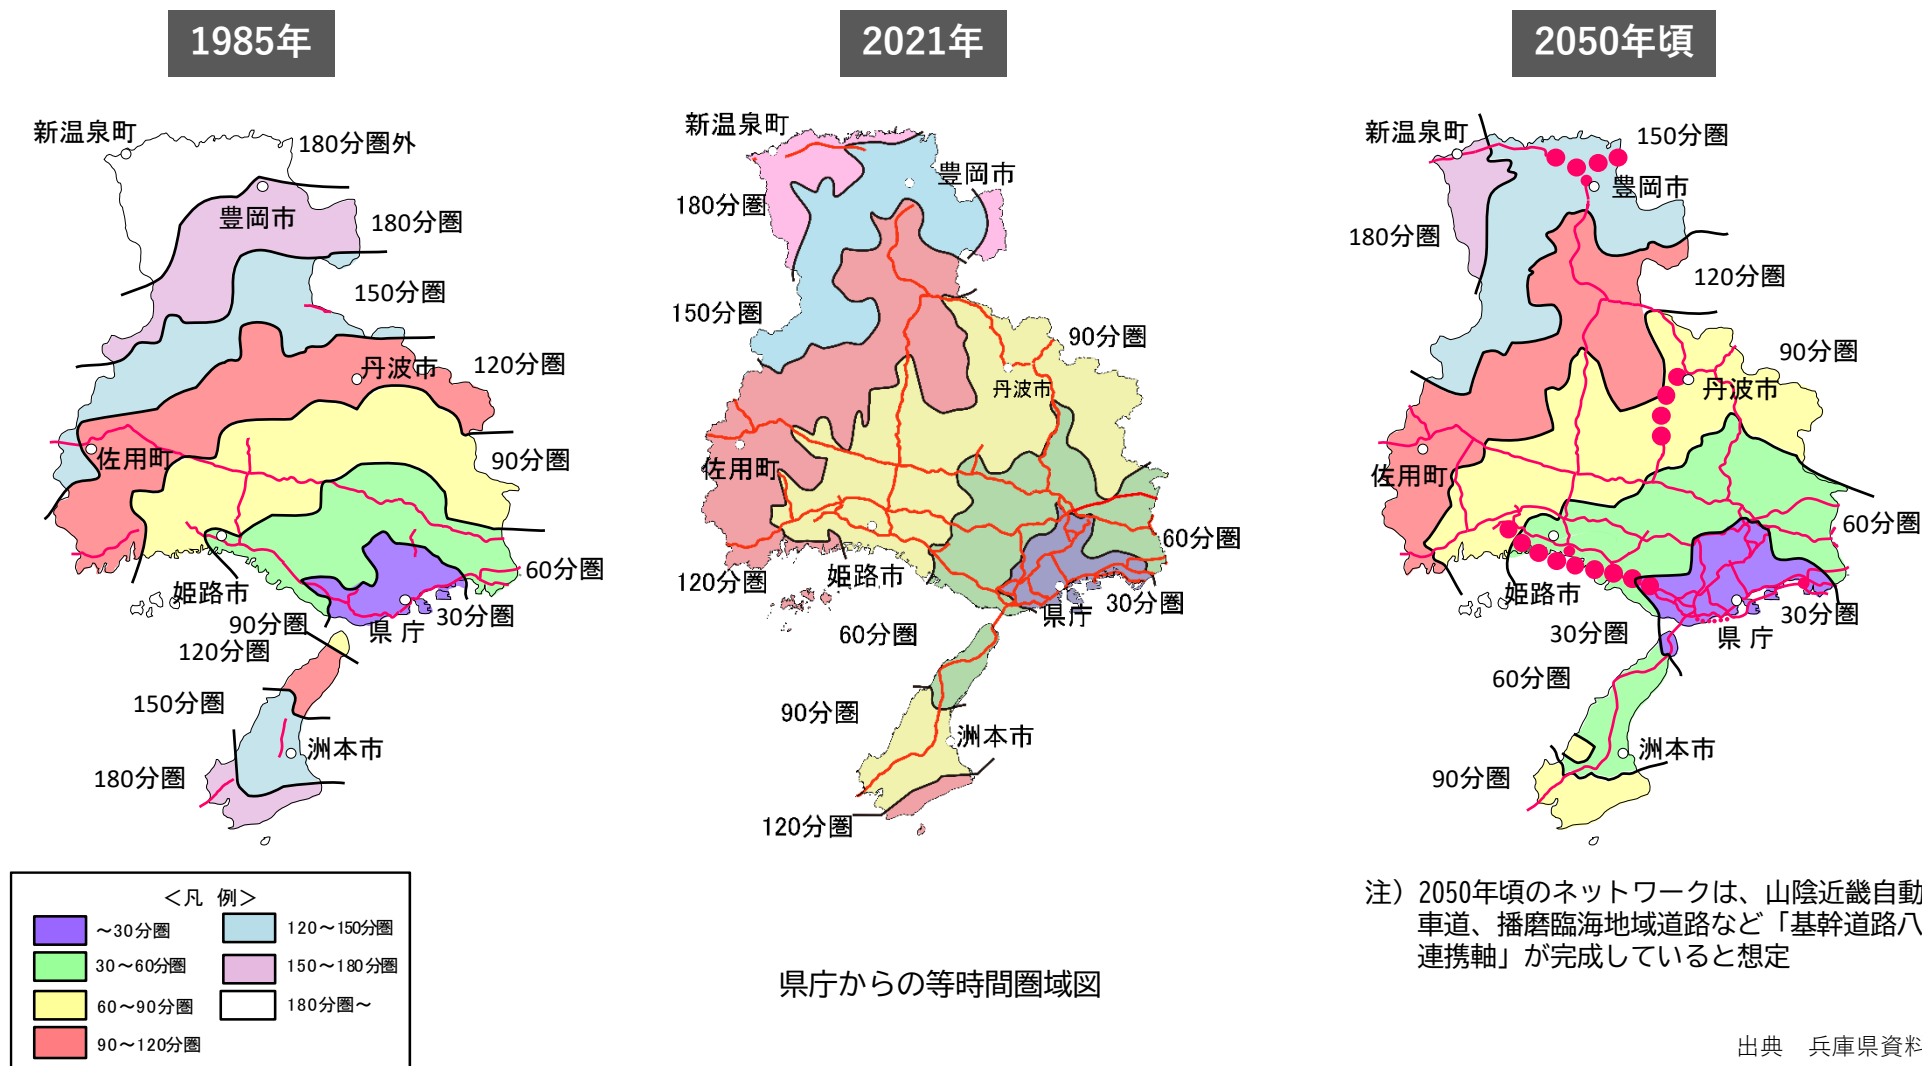 1985年
新温泉町
180分圏外
豊岡市
180分圏
150分圏
丹波市
120分圏
佐用町
90分圏
60分圏
姫路市
30分圏
90分圏
県庁
120分圏
150分圏
洲本市
180分圏
＜凡 例＞
～30分圏
30～60分圏
60～90分圏
90～120分圏
120～150分圏
150～180分圏
180分圏～
2021年
新温泉町
豊岡市
180分圏
150分圏
90分圏
丹波市
佐用町
60分圏
120分圏
姫路市
30分圏
県庁
60分圏
90分圏
洲本市
120分圏
県庁からの等時間圏域図
2050年頃
新温泉町
150分圏
豊岡市
180分圏
120分圏
90分圏
丹波市
佐用町
60分圏
姫路市
30分圏
30分圏
県庁
60分圏
洲本市
90分圏
注）2050年頃のネットワークは、山陰近畿自動
車道、播磨臨海地域道路など「基幹道路八
連携軸」が完成していると想定
出典　兵庫県資料